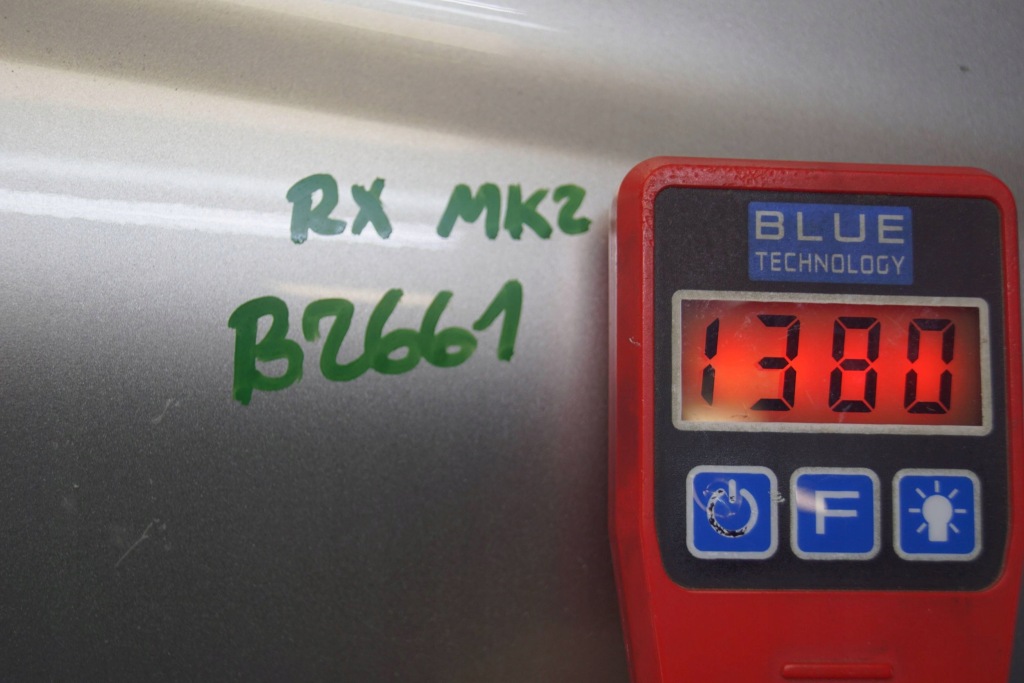 RX MK2
B2661
BLUE
TECHNOLOGY
1380
F